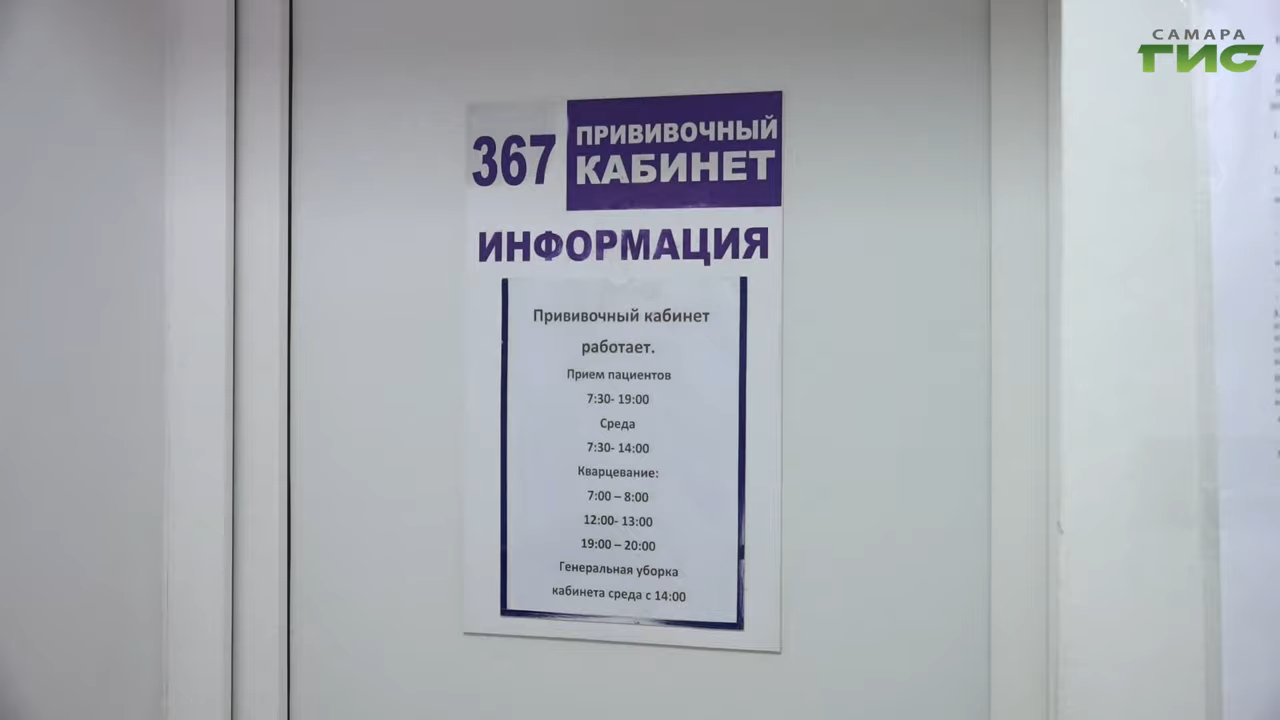 САМАРА
ГИС
367
ПРИВИВОЧНЫЙ
КАБИНЕТ
ИНФОРМАЦИЯ
Прививочный кабинет
работает.
Прием пациентов
7:30- 19:00
Среда
7:30- 14:00
Кварцевание:
7:00 – 8:00
12:00- 13:00
19:00 – 20:00
Генеральная уборка
кабинета среда с 14:00